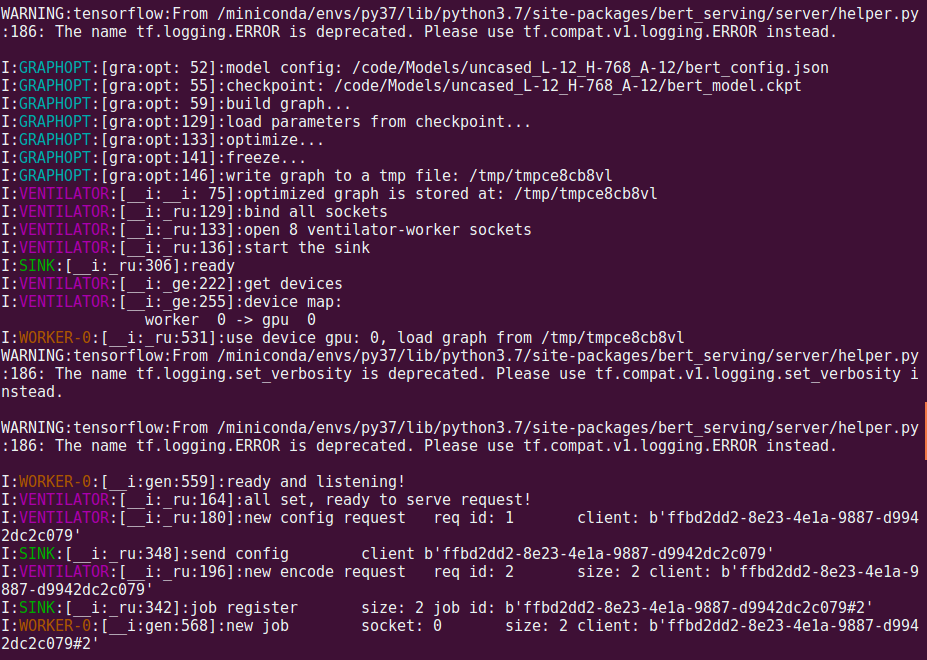 WARNING:tensorflow:From /miniconda/envs/py37/lib/python3.7/site-packages/bert_serving/server/helper.py
:186: The name tf.logging.ERROR is deprecated. Please use tf.compat.v1.logging.ERROR instead.
I:GRAPHOPT:[gra:opt: 52]:model config: /code/Models/uncased_L-12_H-768_A-12/bert_config.json
I:GRAPHOPT:[gra:opt: 55]:checkpoint: /code/Models/uncased_L-12_H-768_A-12/bert_model.ckpt
I:GRAPHOPT:[gra:opt: 59]:build graph...
I:GRAPHOPT:[gra:opt:129]:load parameters from checkpoint...
I:GRAPHOPT:[gra:opt:133]:optimize...
I:GRAPHOPT:[gra:opt:141]:freeze...
I:GRAPHOPT:[gra:opt:146]:write graph to a tmp file: /tmp/tmpce8cb8vl
I:VENTILATOR:[__i:__i: 75]:optimized graph is stored at: /tmp/tmpce8cb8vl
I:VENTILATOR:[__i:_ru:129]:bind all sockets
I:VENTILATOR:[__i:_ru:133]:open 8 ventilator-worker sockets
I:VENTILATOR:[__i:_ru:136]:start the sink
I:SINK:[__i:_ru:306]:ready
I:VENTILATOR:[__i:_ge:222]:get devices
I:VENTILATOR:[__i:_ge:255]:device map:
worker  0 -> gpu  0
I:WORKER-0:[__i:_ru:531]:use device gpu: 0, load graph from /tmp/tmpce8cb8vl
WARNING:tensorflow:From /miniconda/envs/py37/lib/python3.7/site-packages/bert_serving/server/helper.py
:186: The name tf.logging.set_verbosity is deprecated. Please use tf.compat.v1.logging.set_verbosity i
nstead.
WARNING:tensorflow:From /miniconda/envs/py37/lib/python3.7/site-packages/bert_serving/server/helper.py
:186: The name tf.logging.ERROR is deprecated. Please use tf.compat.v1.logging.ERROR instead.
I:WORKER-0:[__i:gen:559]:ready and listening!
I:VENTILATOR:[__i:_ru:164]:all set, ready to serve request!
I:VENTILATOR:[__i:_ru:180]:new config request   req id: 1       client: b'ffbd2dd2-8e23-4e1a-9887-d994
2dc2c079'
I:SINK:[__i:_ru:348]:send config        client b'ffbd2dd2-8e23-4e1a-9887-d9942dc2c079'
I:VENTILATOR:[__i:_ru:196]:new encode request   req id: 2       size: 2 client: b'ffbd2dd2-8e23-4e1a-9
887-d9942dc2c079'
I:SINK:[__i:_ru:342]:job register       size: 2 job id: b'ffbd2dd2-8e23-4e1a-9887-d9942dc2c079#2'
I:WORKER-0:[__i:gen:568]:new job        socket: 0       size: 2 client: b'ffbd2dd2-8e23-4e1a-9887-d994
2dc2c079#2'